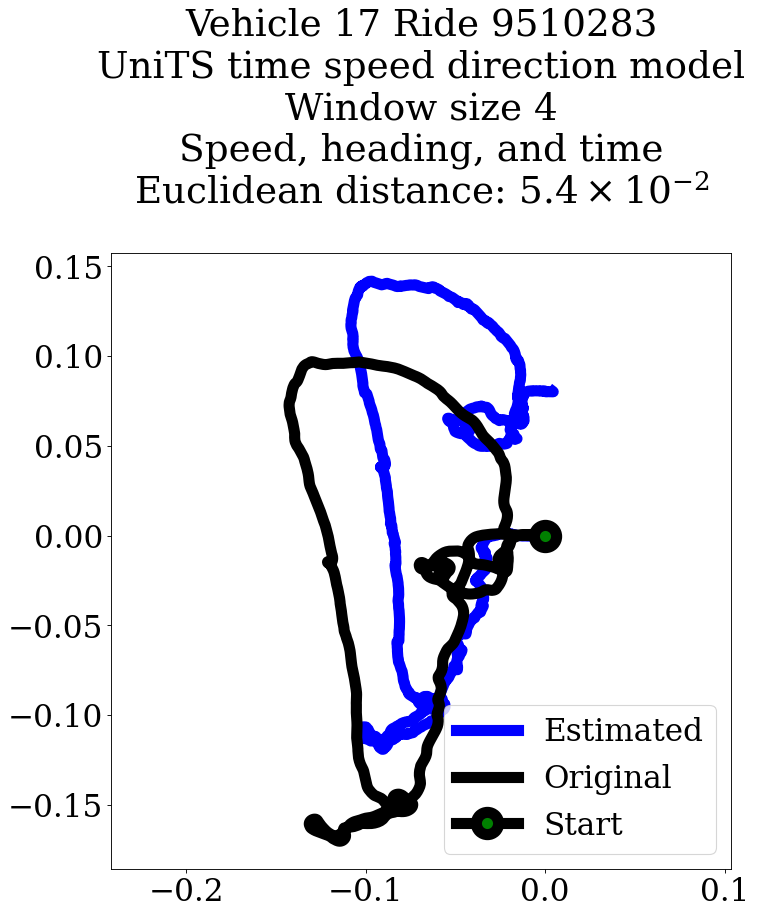 Vehicle 17 Ride 9510283
UniTS time speed direction model
Window size 4
Speed, heading, and time
Euclidean distance: $5.4 \times 10^{-2}$
0.15
0.10
0.05
0.00
−0.05
−0.10
−0.15
Estimated
Original
Start
−0.2
−0.1
0.0
0.1